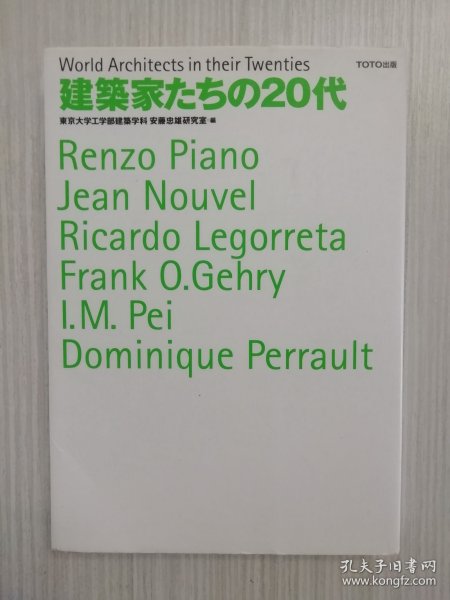 World Architects in their Twenties
TOTO出版
建築家たちの20代
東京大学工学部建築学科 安藤忠雄研究室・編
Renzo Piano
Jean Nouvel
Ricardo Legorreta
Frank O.Gehry
I.M. Pei
Dominique Perrault
孔夫子旧书网
www.kongfz.com